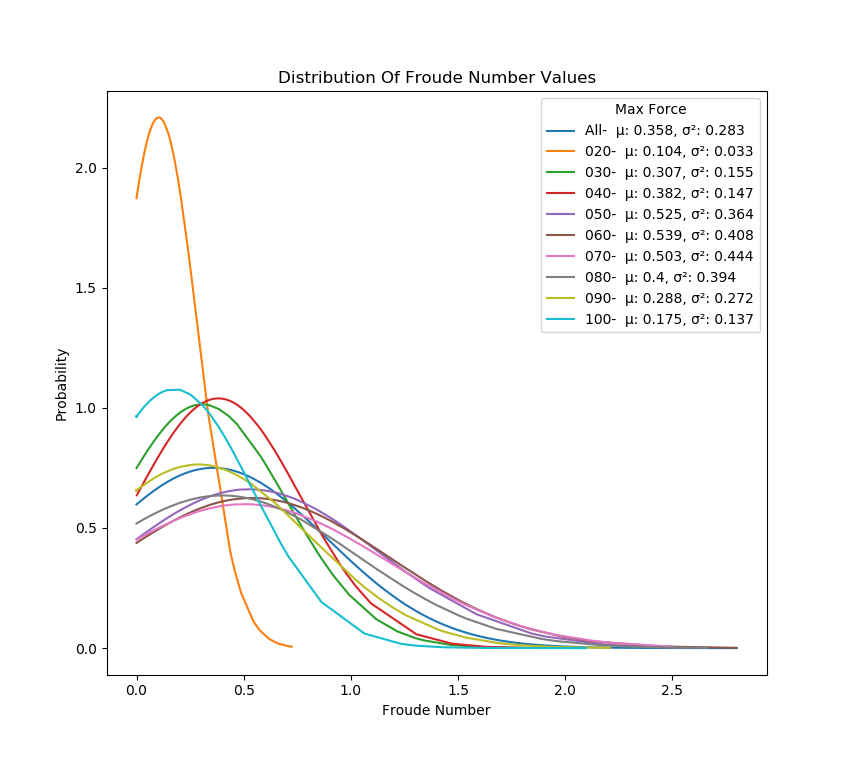 Distribution Of Froude Number Values
Max Force
All-  μ: 0.358, σ²: 0.283
020-  μ: 0.104, σ²: 0.033
030-  μ: 0.307, σ²: 0.155
040-  μ: 0.382, σ²: 0.147
050-  μ: 0.525, σ²: 0.364
060-  μ: 0.539, σ²: 0.408
070-  μ: 0.503, σ²: 0.444
080-  μ: 0.4, σ²: 0.394
090-  μ: 0.288, σ²: 0.272
100-  μ: 0.175, σ²: 0.137
Probability
2.0
1.5
1.0
0.5
0.0
0.0 0.5 1.0 1.5 2.0 2.5
Froude Number